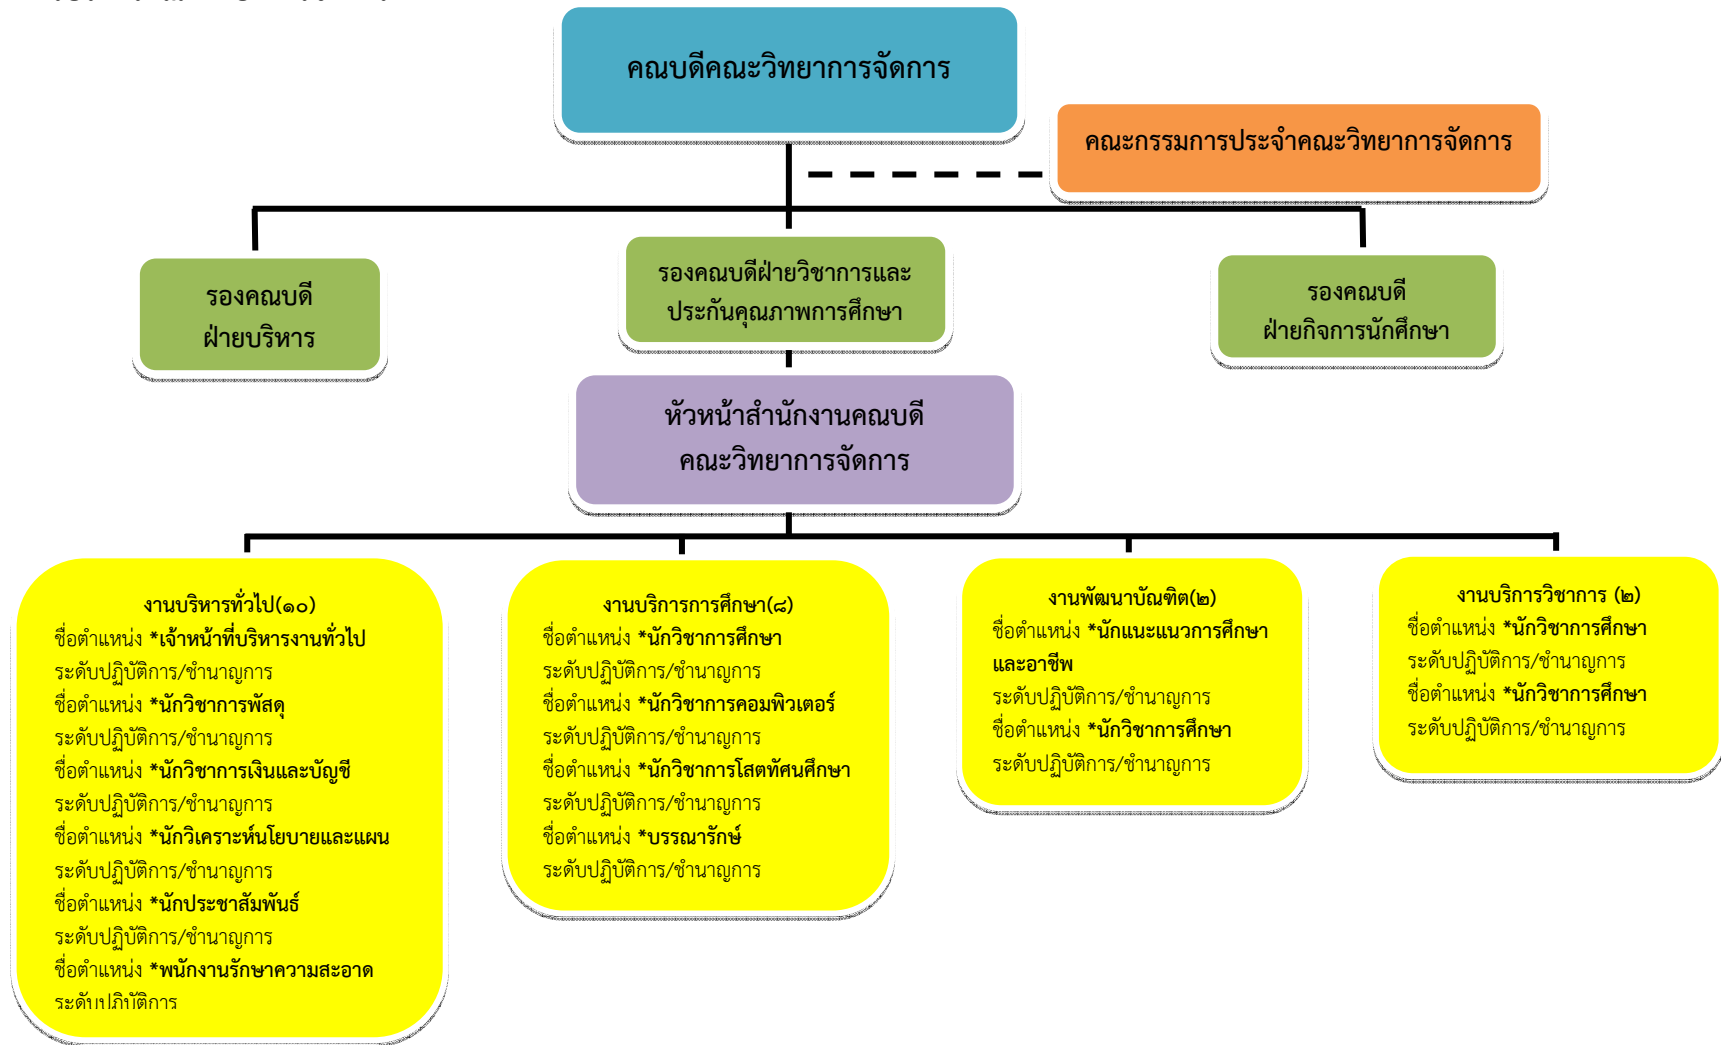 คณบดีคณะวิทยาการจัดการ
คณะกรรมการประจำคณะวิทยาการจัดการ
รองคณบดี
ฝ่ายบริหาร
รองคณบดีฝ่ายวิชาการและ
ประกันคุณภาพการศึกษา
รองคณบดี
ฝ่ายกิจการนักศึกษา
หัวหน้าสำนักงานคณบดี
คณะวิทยาการจัดการ
งานบริหารทั่วไป(๑๐)
ชื่อตำแหน่ง *เจ้าหน้าที่บริหารงานทั่วไป
ระดับปฏิบัติการ/ชำนาญการ
ชื่อตำแหน่ง *นักวิชาการพัสดุ
ระดับปฏิบัติการ/ชำนาญการ
ชื่อตำแหน่ง *นักวิชาการเงินและบัญชี
ระดับปฏิบัติการ/ชำนาญการ
ชื่อตำแหน่ง *นักวิเคราะห์นโยบายและแผน
ระดับปฏิบัติการ/ชำนาญการ
ชื่อตำแหน่ง *นักประชาสัมพันธ์
ระดับปฏิบัติการ/ชำนาญการ
ชื่อตำแหน่ง *พนักงานรักษาความสะอาด
ระดับปฏิบัติการ
งานบริการการศึกษา(๘)
ชื่อตำแหน่ง *นักวิชาการศึกษา
ระดับปฏิบัติการ/ชำนาญการ
ชื่อตำแหน่ง *นักวิชาการคอมพิวเตอร์
ระดับปฏิบัติการ/ชำนาญการ
ชื่อตำแหน่ง *นักวิชาการโสตทัศนศึกษา
ระดับปฏิบัติการ/ชำนาญการ
ชื่อตำแหน่ง *บรรณารักษ์
ระดับปฏิบัติการ/ชำนาญการ
งานพัฒนาบัณฑิต(๒)
ชื่อตำแหน่ง *นักแนะแนวการศึกษา
และอาชีพ
ระดับปฏิบัติการ/ชำนาญการ
ชื่อตำแหน่ง *นักวิชาการศึกษา
ระดับปฏิบัติการ/ชำนาญการ
งานบริการวิชาการ (๒)
ชื่อตำแหน่ง *นักวิชาการศึกษา
ระดับปฏิบัติการ/ชำนาญการ
ชื่อตำแหน่ง *นักวิชาการศึกษา
ระดับปฏิบัติการ/ชำนาญการ